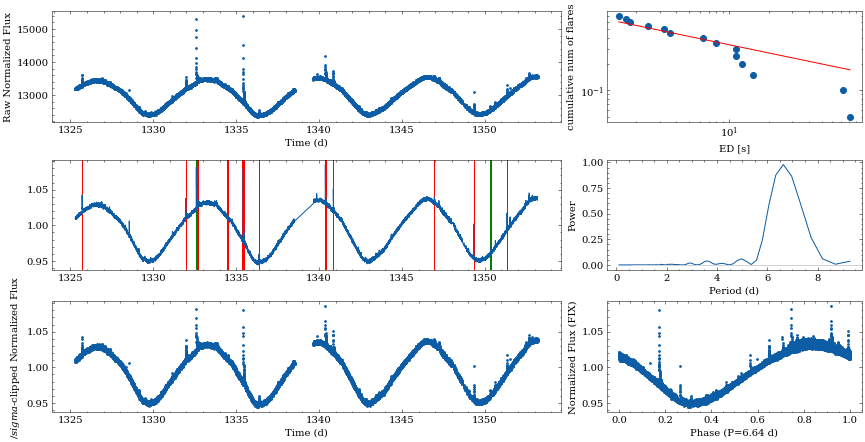 Raw Normalized Flux
15000
14000
13000
1325 1330 1335 1340 1345 1350
Time (d)
cumulative num of flares
10⁻¹
10¹
ED [s]
1.05
1.00
0.95
1325 1330 1335 1340 1345 1350
Power
1.00
0.75
0.50
0.25
0.00
0 2 4 6 8
Period (d)
/sigma-clipped Normalized Flux
1.05
1.00
0.95
1325 1330 1335 1340 1345 1350
Time (d)
Normalized Flux (FIX)
1.05
1.00
0.95
0.0 0.2 0.4 0.6 0.8 1.0
Phase (P=6.64 d)